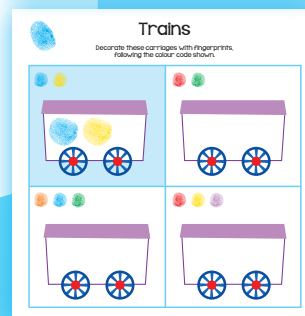 Trains
Decorate these carriages with fingerprints,
following the colour code shown.